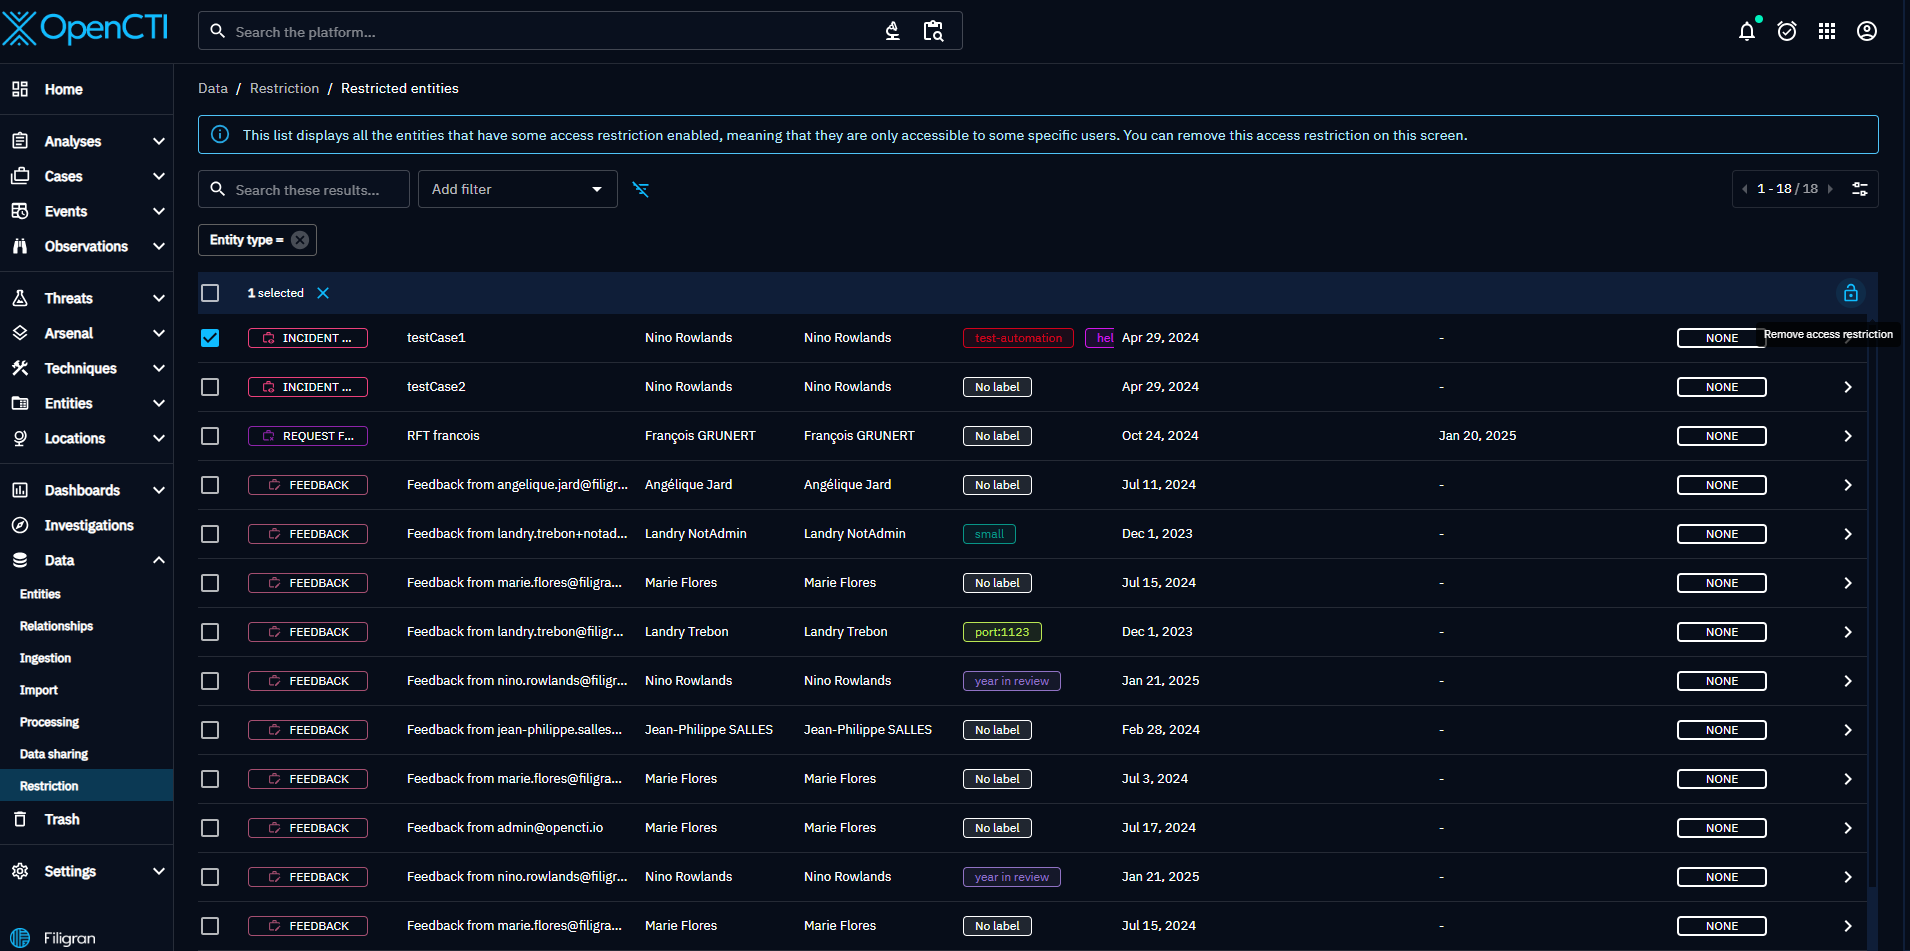 OpenCTI
Search the platform...
Home
Analyses
Cases
Events
Observations
Threats
Arsenal
Techniques
Entities
Locations
Dashboards
Investigations
Data
Entities
Relationships
Ingestion
Import
Processing
Data sharing
Restriction
Trash
Settings
Filigran
Data / Restriction / Restricted entities
This list displays all the entities that have some access restriction enabled, meaning that they are only accessible to some specific users. You can remove this access restriction on this screen.
Search these results... Add filter 1 - 18 / 18
Entity type =
1 selected
Remove access restriction
INCIDENT ... testCase1 Nino Rowlands Nino Rowlands test-automation hel Apr 29, 2024 - NONE
INCIDENT ... testCase2 Nino Rowlands Nino Rowlands No label Apr 29, 2024 - NONE
REQUEST F... RFT francois François GRUNERT François GRUNERT No label Oct 24, 2024 Jan 20, 2025 NONE
FEEDBACK Feedback from angelique.jard@filigr... Angélique Jard Angélique Jard No label Jul 11, 2024 - NONE
FEEDBACK Feedback from landry.trebon+notad... Landry NotAdmin Landry NotAdmin small Dec 1, 2023 - NONE
FEEDBACK Feedback from marie.flores@filigra... Marie Flores Marie Flores No label Jul 15, 2024 - NONE
FEEDBACK Feedback from landry.trebon@filigr... Landry Trebon Landry Trebon port:1123 Dec 1, 2023 - NONE
FEEDBACK Feedback from nino.rowlands@filigr... Nino Rowlands Nino Rowlands year in review Jan 21, 2025 - NONE
FEEDBACK Feedback from jean-philippe.salles... Jean-Philippe SALLES Jean-Philippe SALLES No label Feb 28, 2024 - NONE
FEEDBACK Feedback from marie.flores@filigra... Marie Flores Marie Flores No label Jul 3, 2024 - NONE
FEEDBACK Feedback from admin@opencti.io Marie Flores Marie Flores No label Jul 17, 2024 - NONE
FEEDBACK Feedback from nino.rowlands@filigr... Nino Rowlands Nino Rowlands year in review Jan 21, 2025 - NONE
FEEDBACK Feedback from marie.flores@filigra... Marie Flores Marie Flores No label Jul 15, 2024 - NONE